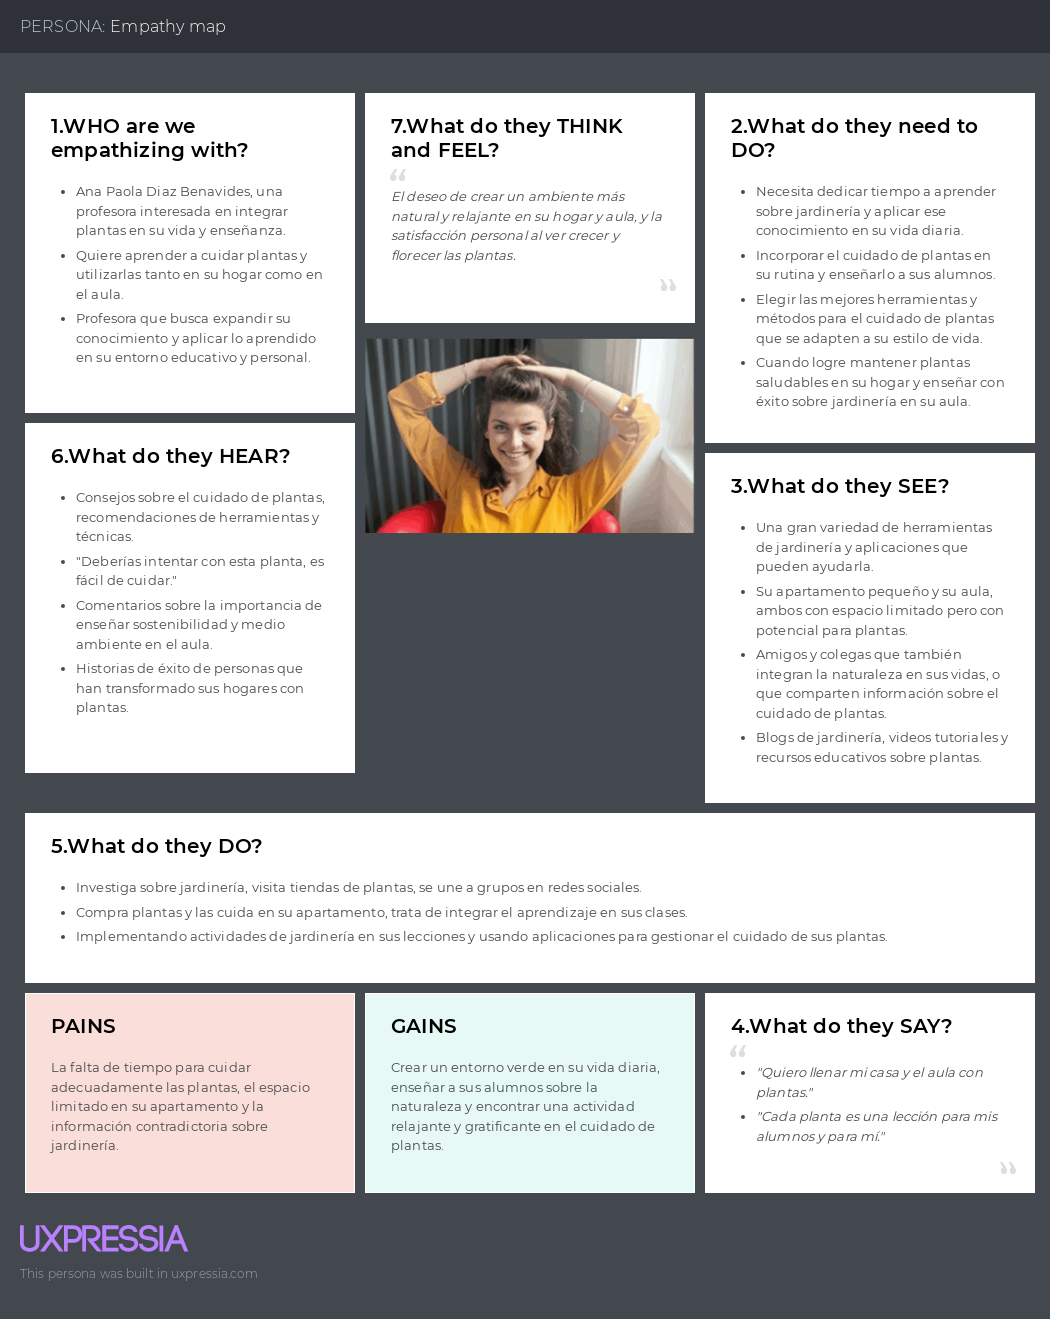 PERSONA: Empathy map
1.WHO are we
empathizing with?
Ana Paola Diaz Benavides, una
profesora interesada en integrar
plantas en su vida y enseñanza.
Quiere aprender a cuidar plantas y
utilizarlas tanto en su hogar como en
el aula.
Profesora que busca expandir su
conocimiento y aplicar lo aprendido
en su entorno educativo y personal.
7.What do they THINK
and FEEL?
“
El deseo de crear un ambiente más
natural y relajante en su hogar y aula, y la
satisfacción personal al ver crecer y
florecer las plantas.
”
2.What do they need to
DO?
Necesita dedicar tiempo a aprender
sobre jardinería y aplicar ese
conocimiento en su vida diaria.
Incorporar el cuidado de plantas en
su rutina y enseñarlo a sus alumnos.
Elegir las mejores herramientas y
métodos para el cuidado de plantas
que se adapten a su estilo de vida.
Cuando logre mantener plantas
saludables en su hogar y enseñar con
éxito sobre jardinería en su aula.
6.What do they HEAR?
Consejos sobre el cuidado de plantas,
recomendaciones de herramientas y
técnicas.
"Deberías intentar con esta planta, es
fácil de cuidar."
Comentarios sobre la importancia de
enseñar sostenibilidad y medio
ambiente en el aula.
Historias de éxito de personas que
han transformado sus hogares con
plantas.
3.What do they SEE?
Una gran variedad de herramientas
de jardinería y aplicaciones que
pueden ayudarla.
Su apartamento pequeño y su aula,
ambos con espacio limitado pero con
potencial para plantas.
Amigos y colegas que también
integran la naturaleza en sus vidas, o
que comparten información sobre el
cuidado de plantas.
Blogs de jardinería, videos tutoriales y
recursos educativos sobre plantas.
5.What do they DO?
Investiga sobre jardinería, visita tiendas de plantas, se une a grupos en redes sociales.
Compra plantas y las cuida en su apartamento, trata de integrar el aprendizaje en sus clases.
Implementando actividades de jardinería en sus lecciones y usando aplicaciones para gestionar el cuidado de sus plantas.
PAINS
La falta de tiempo para cuidar
adecuadamente las plantas, el espacio
limitado en su apartamento y la
información contradictoria sobre
jardinería.
GAINS
Crear un entorno verde en su vida diaria,
enseñar a sus alumnos sobre la
naturaleza y encontrar una actividad
relajante y gratificante en el cuidado de
plantas.
4.What do they SAY?
“
"Quiero llenar mi casa y el aula con
plantas."
"Cada planta es una lección para mis
alumnos y para mí."
”
UXPRESSIA
This persona was built in uxpressia.com